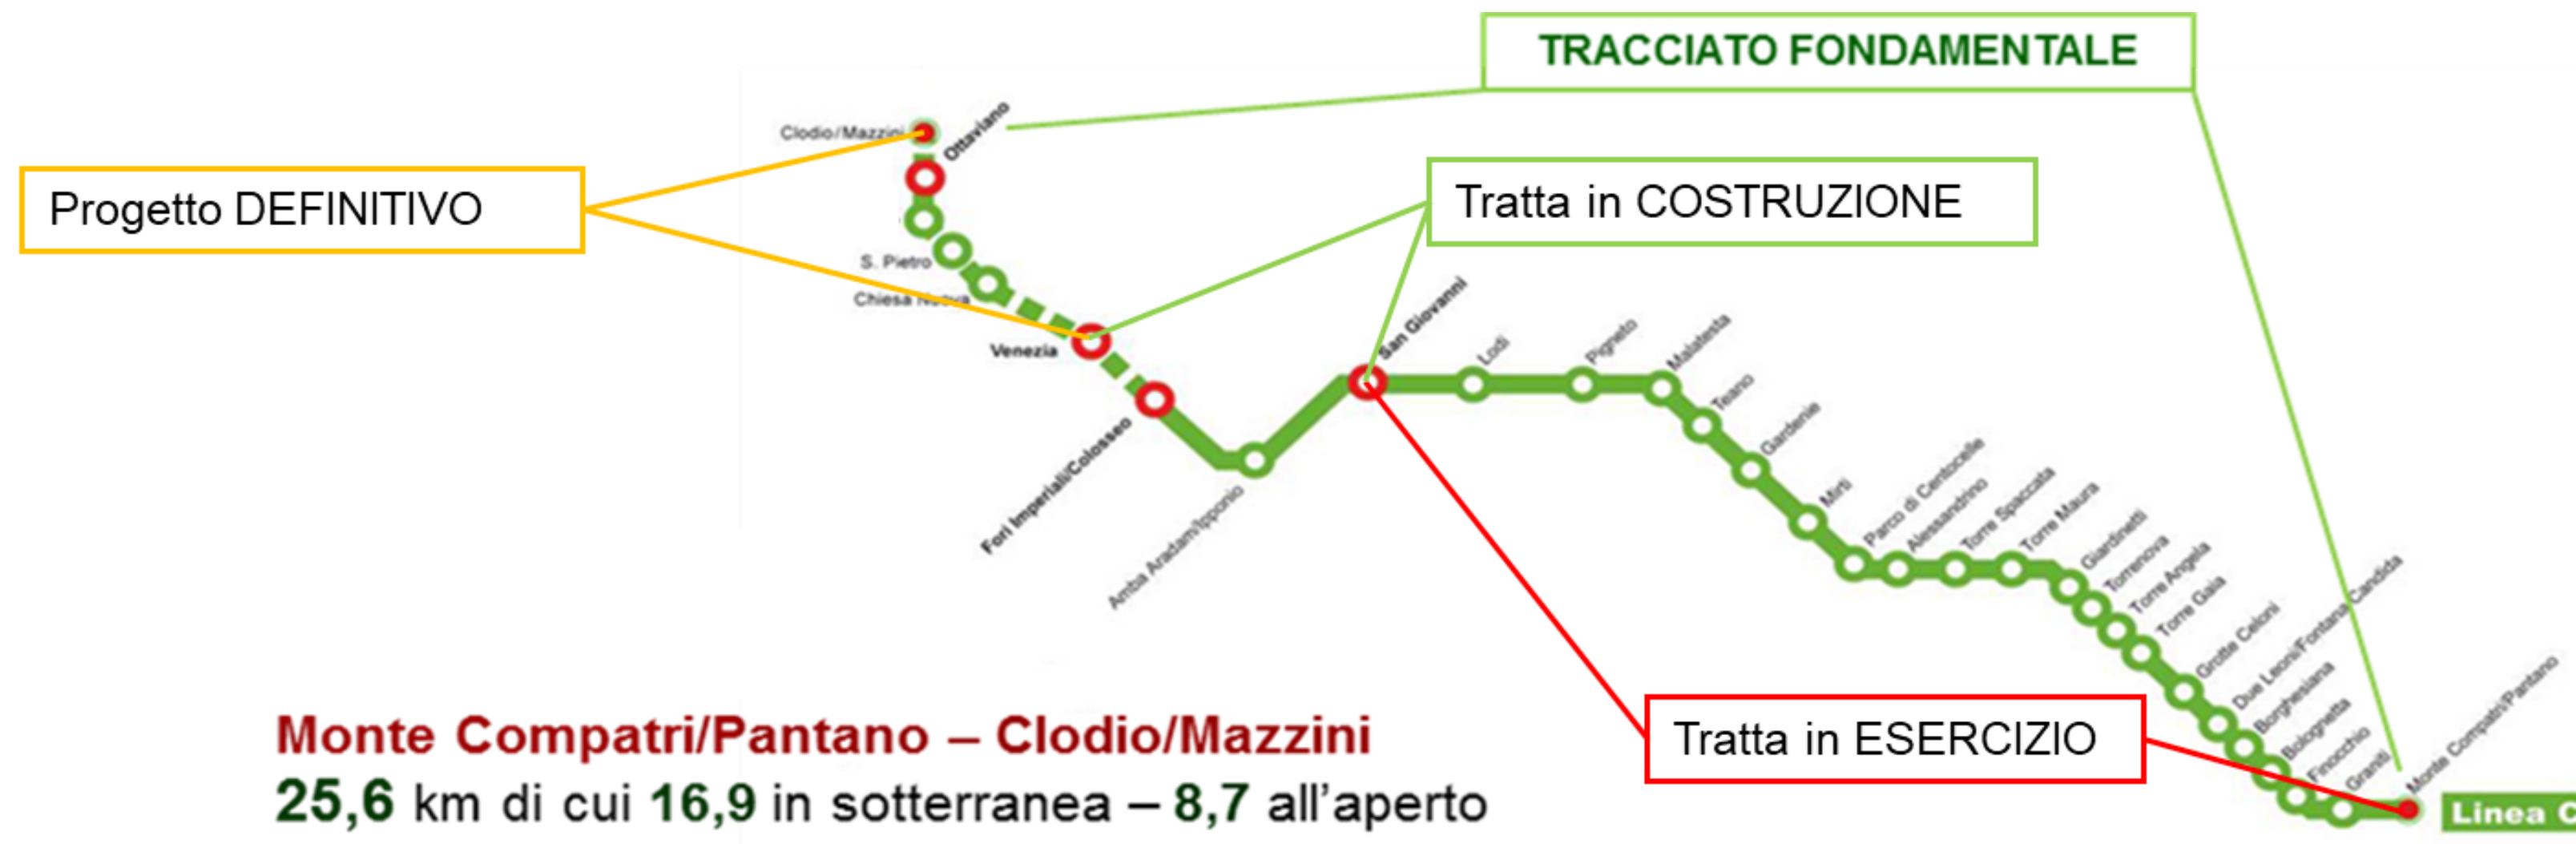 TRACCIATO FONDAMENTALE
Clodio/Mazzini
Ottaviano
Progetto DEFINITIVO
Tratta in COSTRUZIONE
S. Pietro
Chiesa Nuova
Venezia
Fori Imperiali/Colosseo
Amba Aradam/Ipponio
San Giovanni
Lodi
Pigneto
Malatesta
Teano
Gardenie
Mirti
Parco di Centocelle
Alessandrino
Torre Spaccata
Torre Maura
Giardinetti
Torrenova
Torre Angela
Torre Gaia
Grotte Celoni
Due Leoni/Fontana Candida
Borghesiana
Bolognetta
Finocchio
Graniti
Monte Compatri/Pantano
Tratta in ESERCIZIO
Linea C
Monte Compatri/Pantano – Clodio/Mazzini
25,6 km di cui 16,9 in sotterranea – 8,7 all'aperto